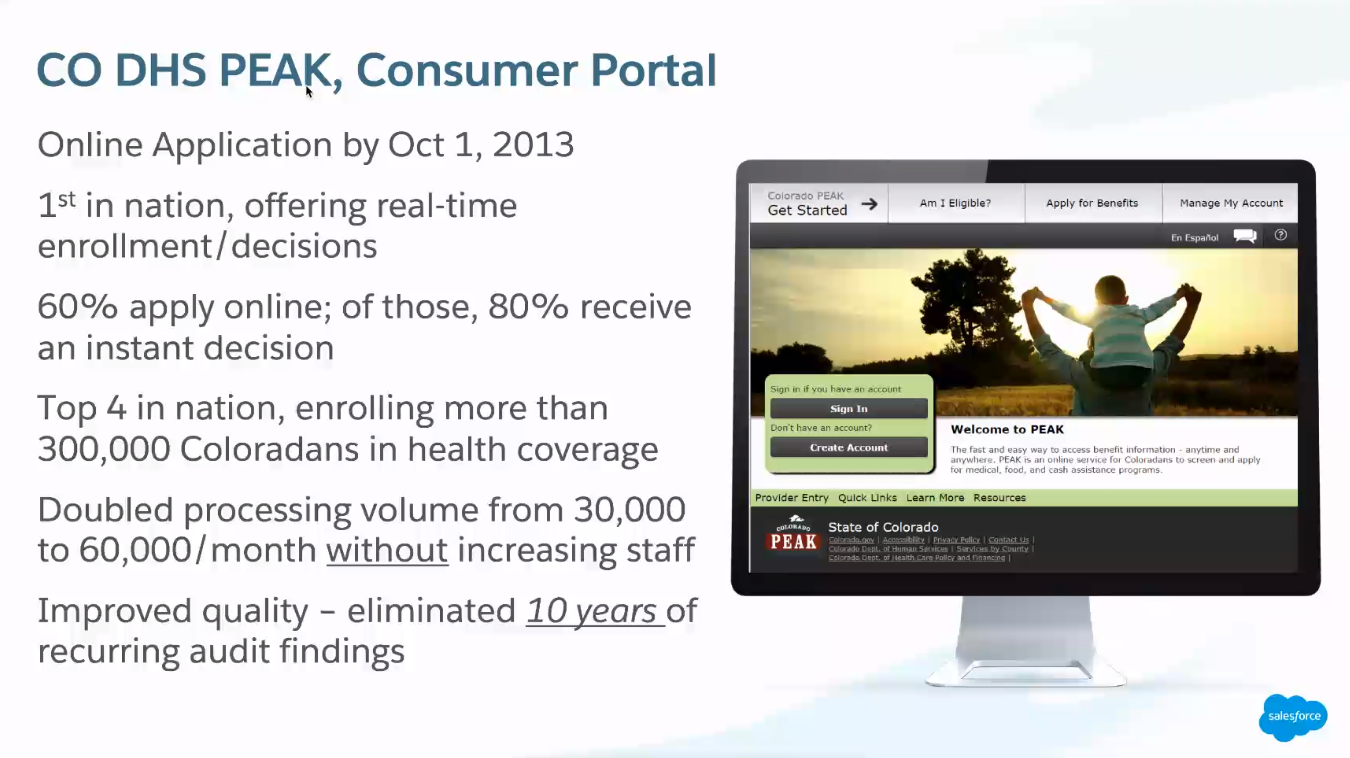 CO DHS PEAK, Consumer Portal
Online Application by Oct 1, 2013
1st in nation, offering real-time
enrollment/decisions
60% apply online; of those, 80% receive
an instant decision
Top 4 in nation, enrolling more than
300,000 Coloradans in health coverage
Doubled processing volume from 30,000
to 60,000/month without increasing staff
Improved quality – eliminated 10 years of
recurring audit findings
Colorado PEAK
Get Started
Am I Eligible?
Apply for Benefits
Manage My Account
En Español
?
Sign in if you have an account
Sign In
Don't have an account?
Create Account
Welcome to PEAK
The fast and easy way to access benefit information - anytime and
anywhere. PEAK is an online service for Coloradans to screen and apply
for medical, food, and cash assistance programs.
Provider Entry Quick Links Learn More Resources
COLORADO
PEAK
State of Colorado
Colorado.gov | Accessibility | Privacy Policy | Contact Us |
Colorado Dept. of Human Services | Services by County |
Colorado Dept. of Health Care Policy and Financing |
salesforce